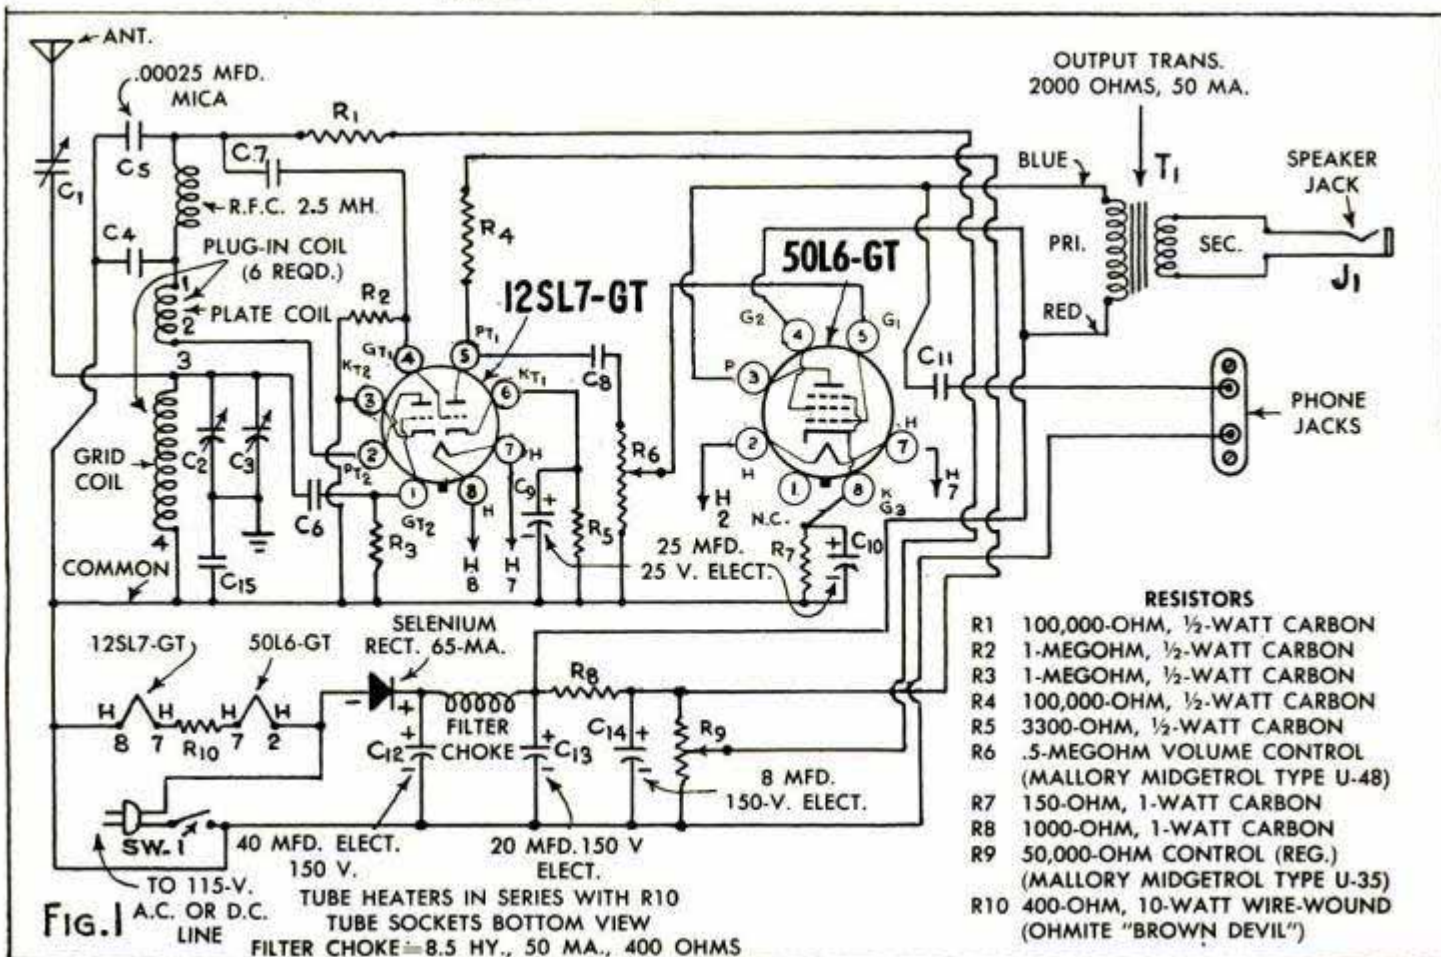 ANT.
.00025 MFD.
MICA
OUTPUT TRANS.
2000 OHMS, 50 MA.
R1
C5
C7
C1
BLUE
T1
SPEAKER
JACK
R.F.C. 2.5 MH.
R4
C4
PLUG-IN COIL
(6 REQD.)
PRI.
SEC.
50L6-GT
J1
1
PLATE COIL
2
R2
12SL7-GT
RED
3
GT1
PT1
G2
G1
4
5
4
5
C8
C11
KT2
KT1
P
3
6
3
PHONE
JACKS
GRID
COIL
C2
C3
2
PT2
7
H
R6
2
H
7
H
C6
1
GT2
8
H
C9
+
-
1
8
K
G3
H
2
N.C.
H
7
4
R3
R5
H
8
H
7
25 MFD.
25 V. ELECT.
R7
+
C10
-
COMMON
C15
12SL7-GT
50L6-GT
SELENIUM
RECT. 65-MA.
H
H
H
H
8
7
R10
7
2
-
+
FILTER
CHOKE
R8
C12
+
-
C13
+
-
C14
+
-
R9
8 MFD.
150-V. ELECT.
SW-1
40 MFD. ELECT.
150 V.
20 MFD. 150 V
ELECT.
TO 115-V.
A.C. OR D.C.
LINE
FIG.1
TUBE HEATERS IN SERIES WITH R10
TUBE SOCKETS BOTTOM VIEW
FILTER CHOKE=8.5 HY., 50 MA., 400 OHMS
RESISTORS
R1 100,000-OHM, ½-WATT CARBON
R2 1-MEGOHM, ½-WATT CARBON
R3 1-MEGOHM, ½-WATT CARBON
R4 100,000-OHM, ½-WATT CARBON
R5 3300-OHM, ½-WATT CARBON
R6 .5-MEGOHM VOLUME CONTROL
(MALLORY MIDGETROL TYPE U-48)
R7 150-OHM, 1-WATT CARBON
R8 1000-OHM, 1-WATT CARBON
R9 50,000-OHM CONTROL (REG.)
(MALLORY MIDGETROL TYPE U-35)
R10 400-OHM, 10-WATT WIRE-WOUND
(OHMITE "BROWN DEVIL")